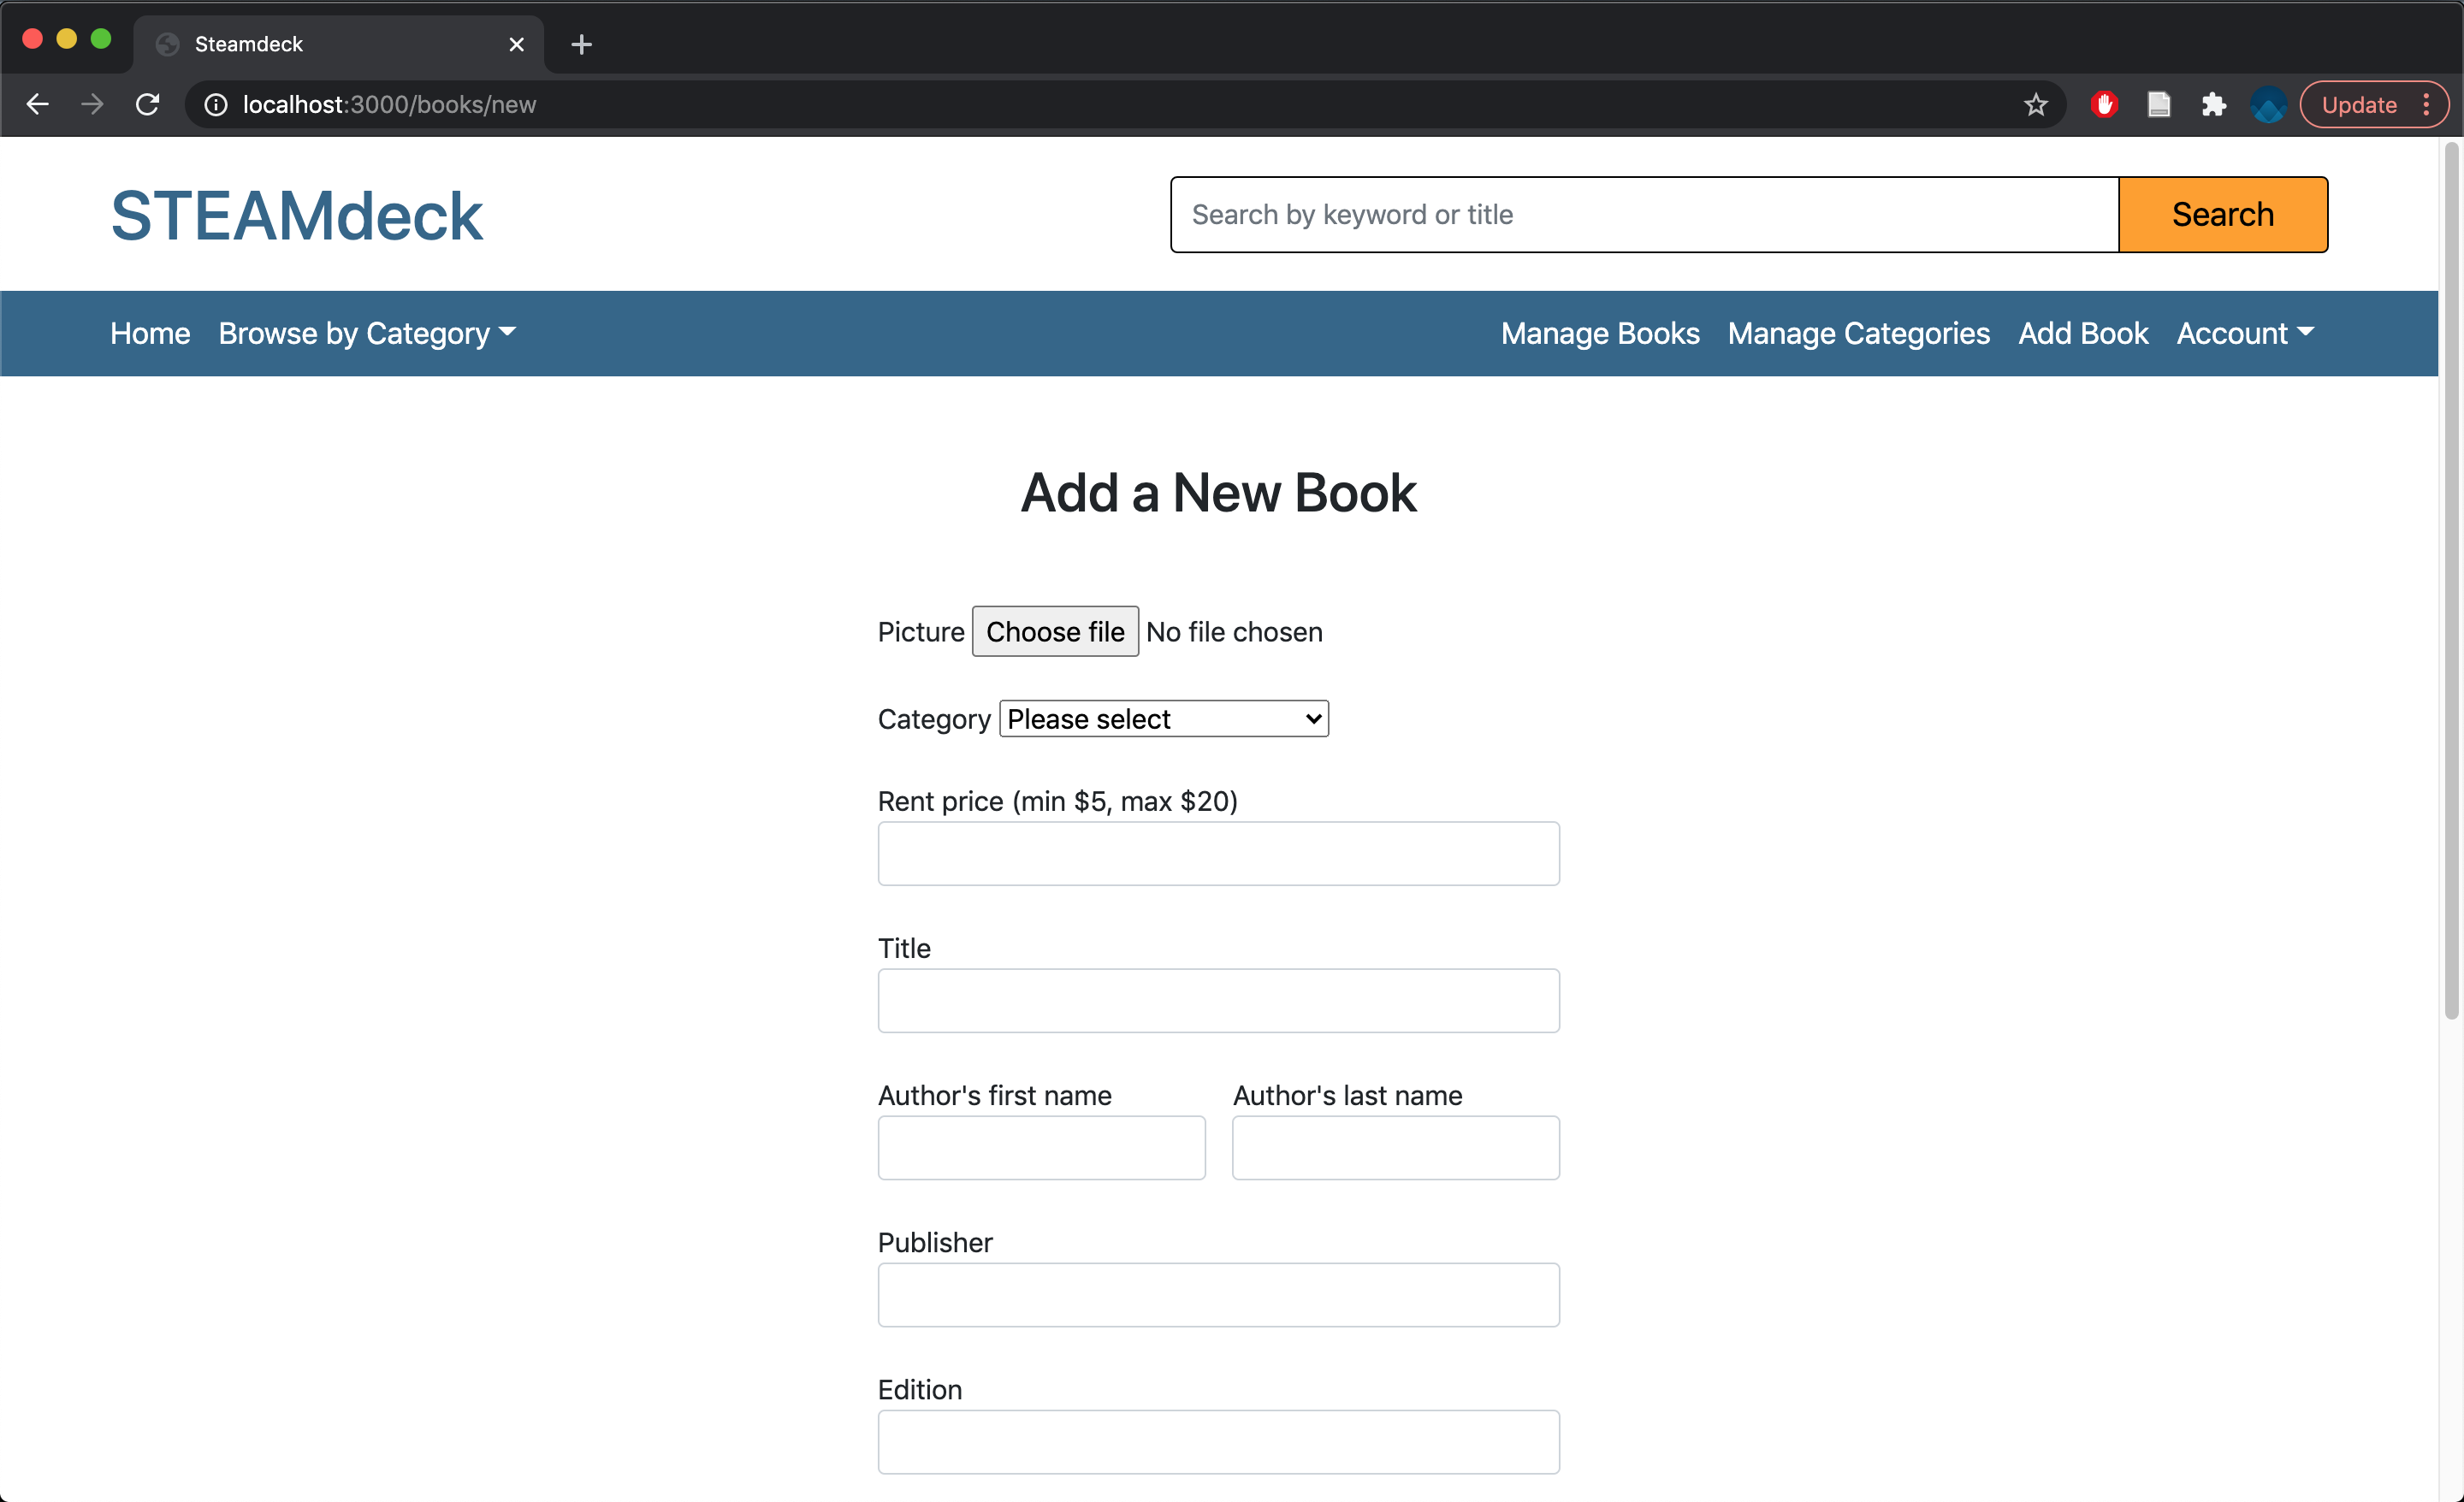 Steamdeck
localhost:3000/books/new
Update
STEAMdeck
Search by keyword or title
Search
Home Browse by Category Manage Books Manage Categories Add Book Account
Add a New Book
Picture Choose file No file chosen
Category Please select
Rent price (min $5, max $20)
Title
Author's first name Author's last name
Publisher
Edition